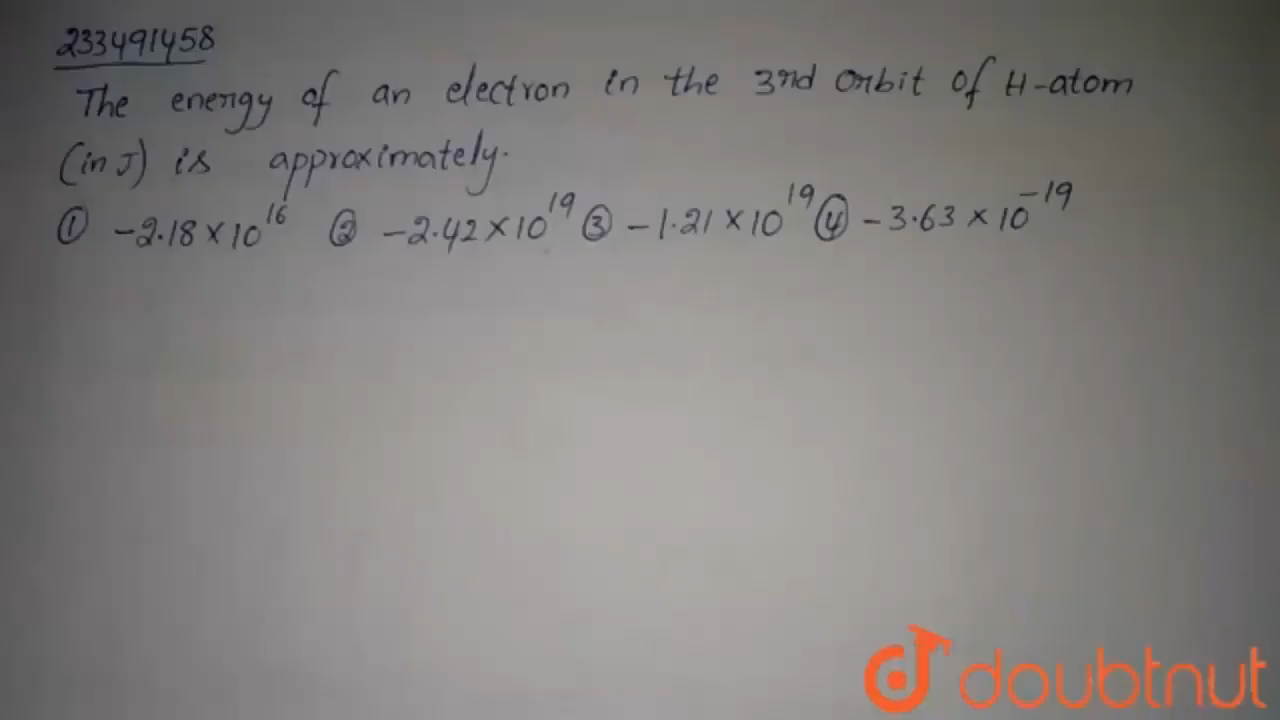 233491458
The energy of an electron in the 3rd orbit of H-atom
(in J) is approximately.
① -2.18 × 10^16 ② -2.42 × 10^19 ③ -1.21 × 10^19 ④ -3.63 × 10^-19
doubtnut